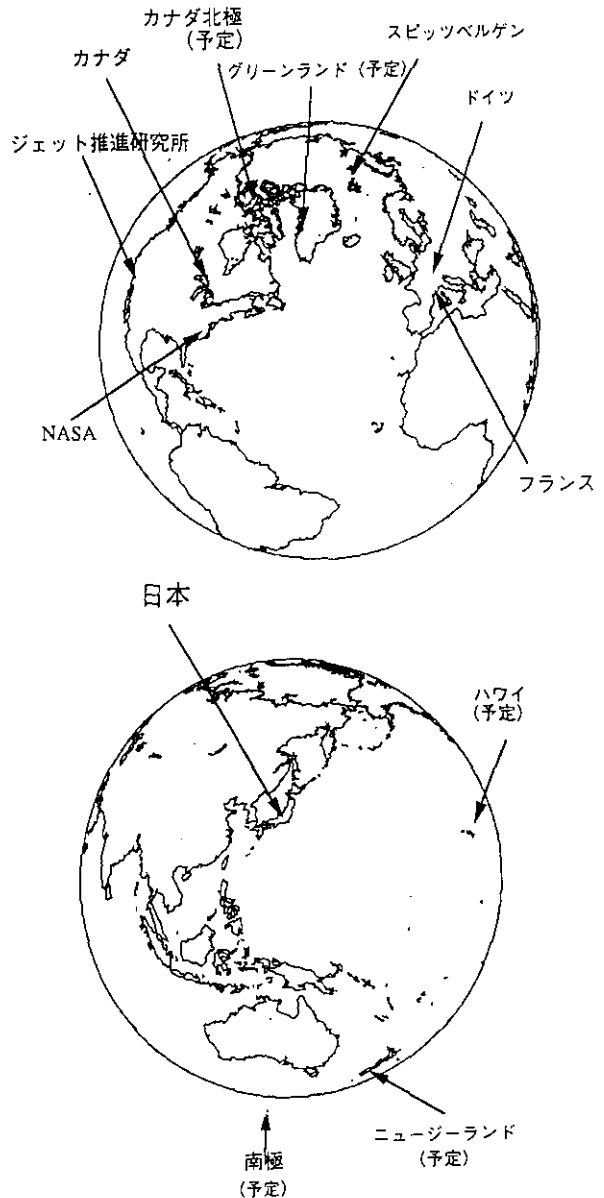 カナダ北極
(予定)
スピッツベルゲン
カナダ
グリーンランド (予定)
ドイツ
ジェット推進研究所
NASA
フランス
日本
ハワイ
(予定)
ニュージーランド
(予定)
南極
(予定)